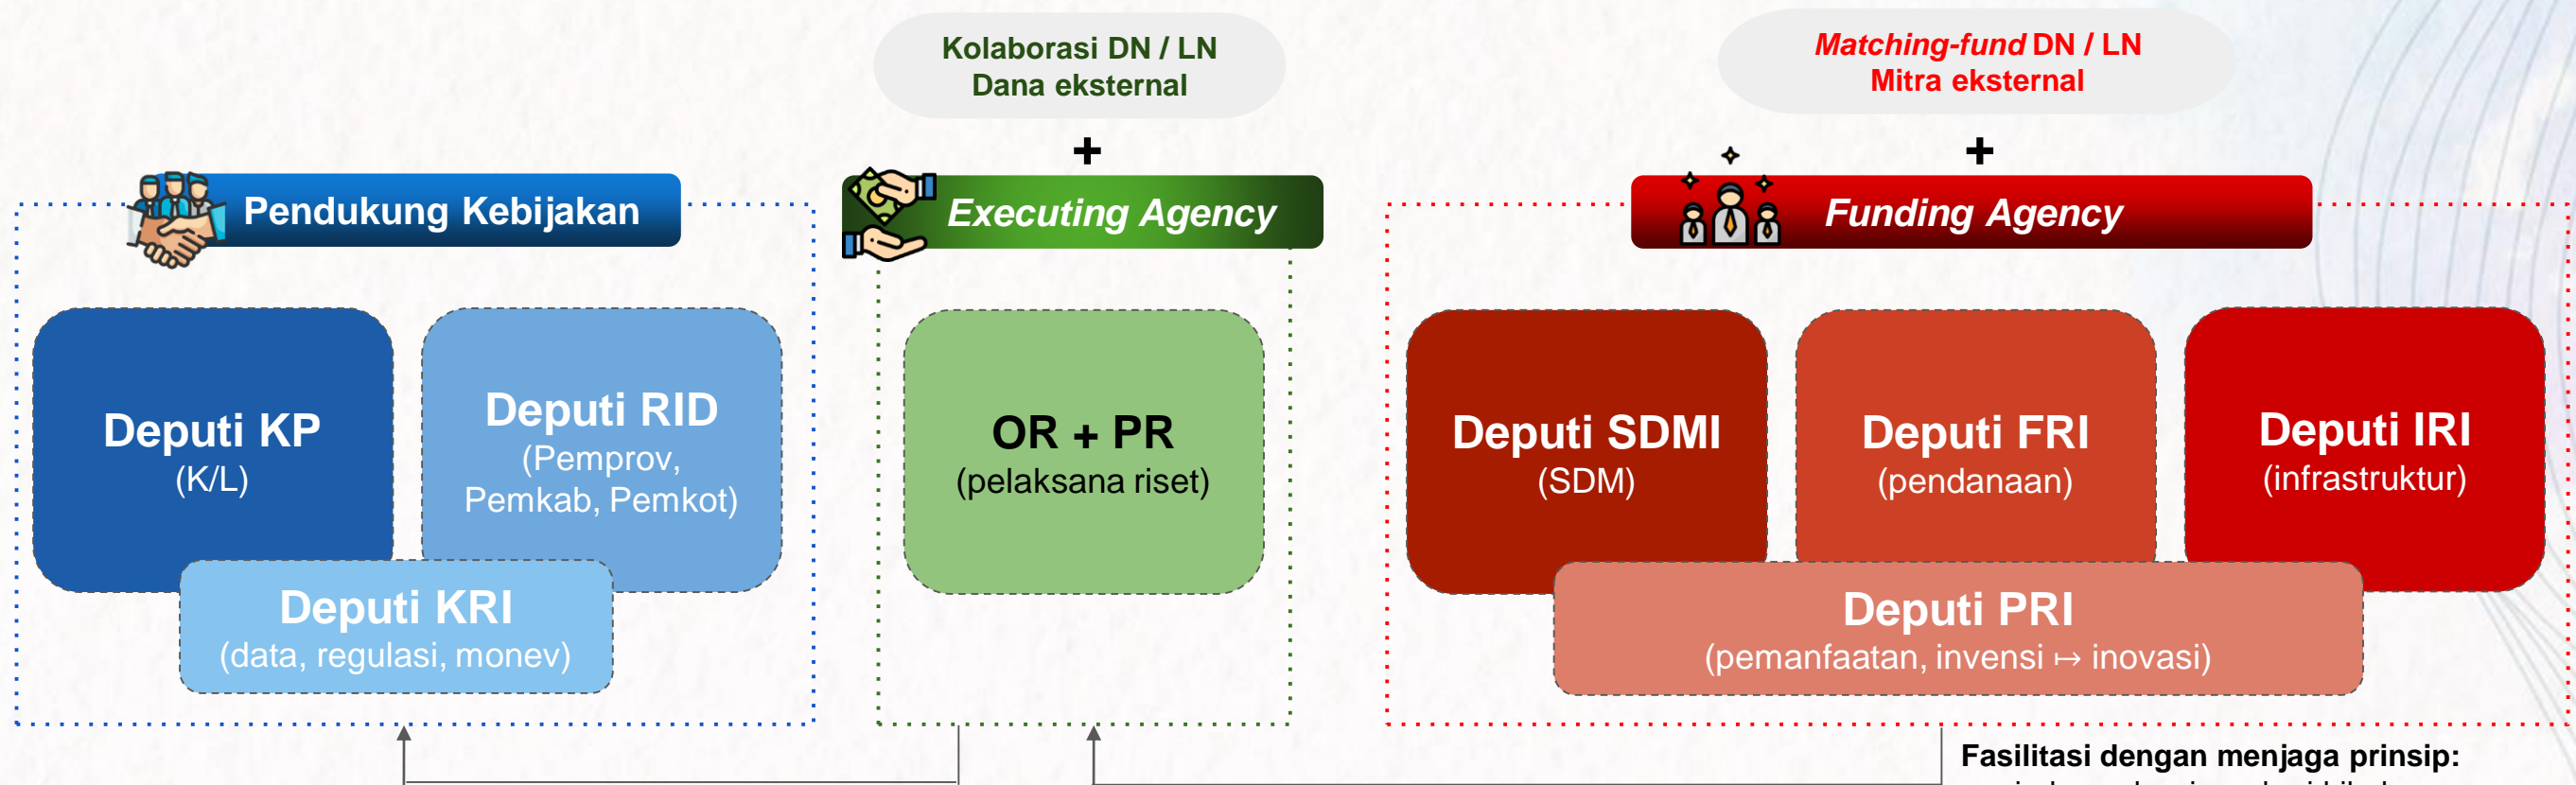 Kolaborasi DN / LN
Dana eksternal
+
Matching-fund DN / LN
Mitra eksternal
+
Pendukung Kebijakan
Executing Agency
Funding Agency
Deputi KP
(K/L)
Deputi RID
(Pemprov,
Pemkab, Pemkot)
Deputi KRI
(data, regulasi, monev)
OR + PR
(pelaksana riset)
Deputi SDMI
(SDM)
Deputi FRI
(pendanaan)
Deputi IRI
(infrastruktur)
Deputi PRI
(pemanfaatan, invensi ↦ inovasi)
Fasilitasi dengan menjaga prinsip: